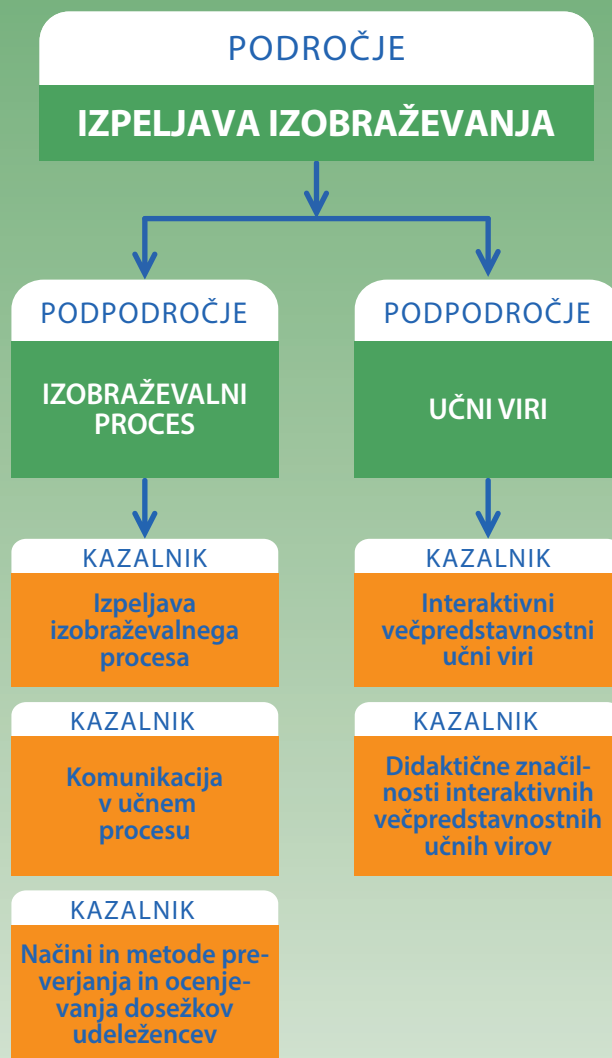 PODROČJE
IZPELJAVA IZOBRAŽEVANJA
PODPODROČJE
IZOBRAŽEVALNI
PROCES
KAZALNIK
Izpeljava
izobraževalnega
procesa
KAZALNIK
Komunikacija
v učnem
procesu
KAZALNIK
Načini in metode pre-
verjanja in ocenje-
vanja dosežkov
udeležencev
PODPODROČJE
UČNI VIRI
KAZALNIK
Interaktivni
večpredstavnostni
učni viri
KAZALNIK
Didaktične značil-
nosti interaktivnih
večpredstavnostnih
učnih virov